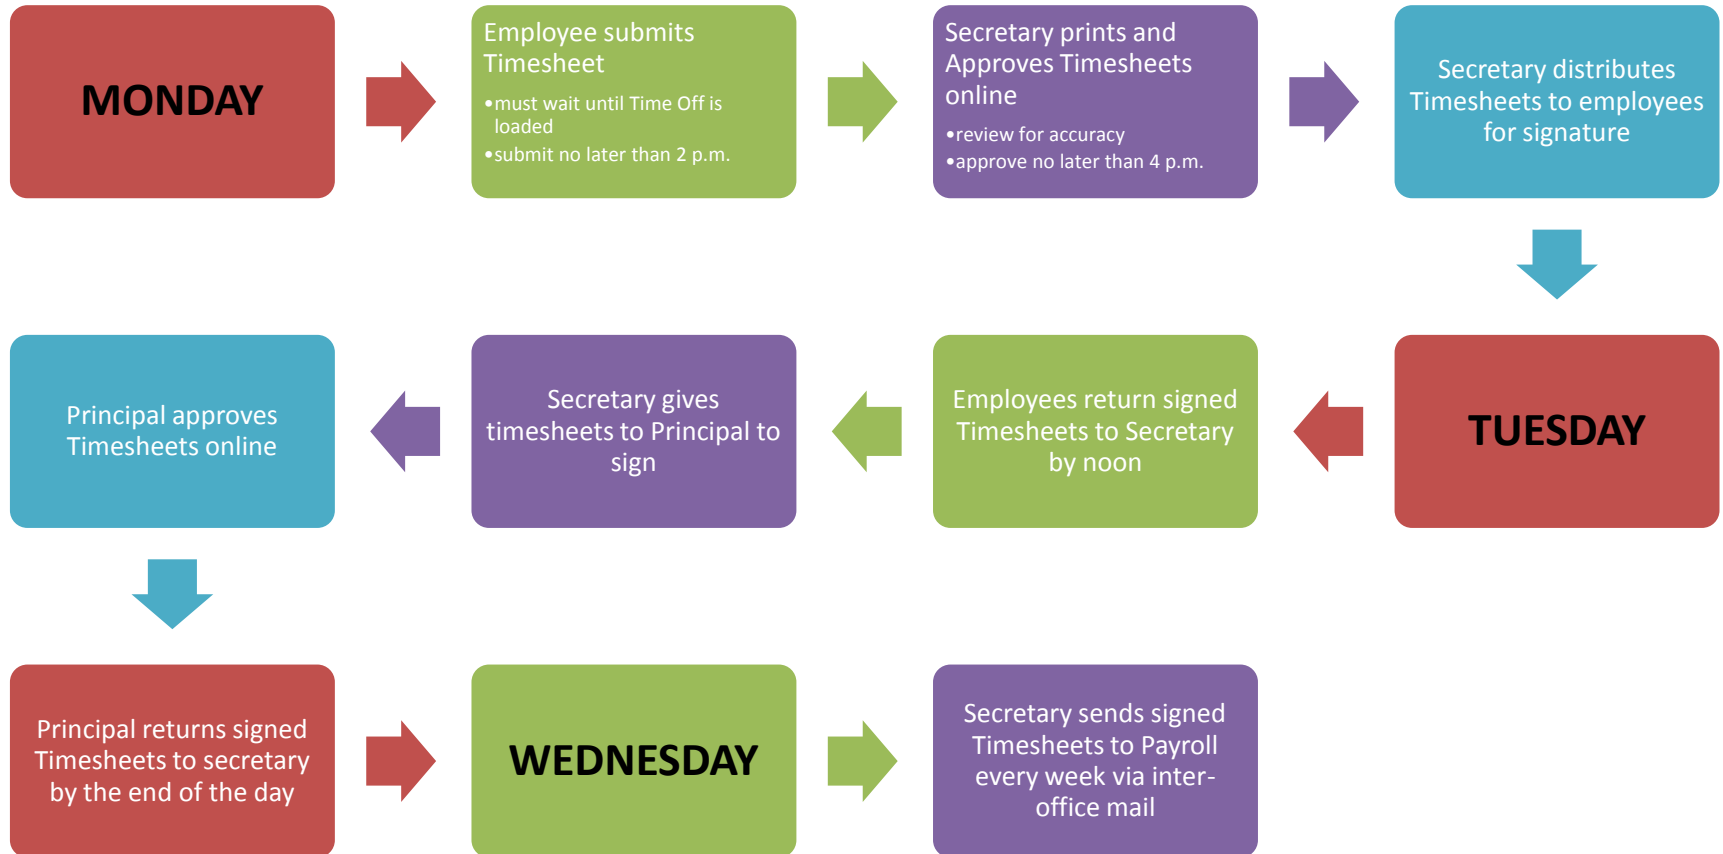 MONDAY
Employee submits
Timesheet
•must wait until Time Off is
loaded
•submit no later than 2 p.m.
Secretary prints and
Approves Timesheets
online
•review for accuracy
•approve no later than 4 p.m.
Secretary distributes
Timesheets to employees
for signature
TUESDAY
Employees return signed
Timesheets to Secretary
by noon
Secretary gives
timesheets to Principal to
sign
Principal approves
Timesheets online
Principal returns signed
Timesheets to secretary
by the end of the day
WEDNESDAY
Secretary sends signed
Timesheets to Payroll
every week via inter-
office mail